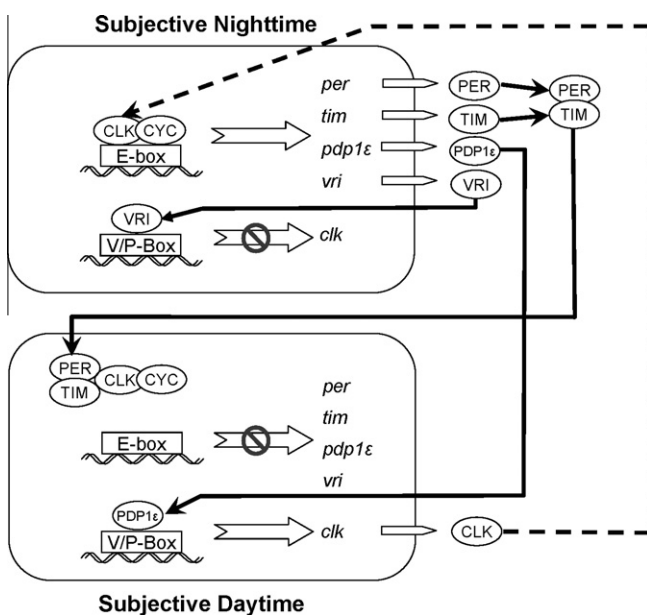 Subjective Nighttime
per
PER
PER
tim
TIM
TIM
CLK CYC
pdp1ε
PDP1ε
E-box
vri
VRI
VRI
clk
V/P-Box
PER
TIM
CLK CYC
per
tim
E-box
pdp1ε
vri
PDP1ε
V/P-Box
clk
CLK
Subjective Daytime